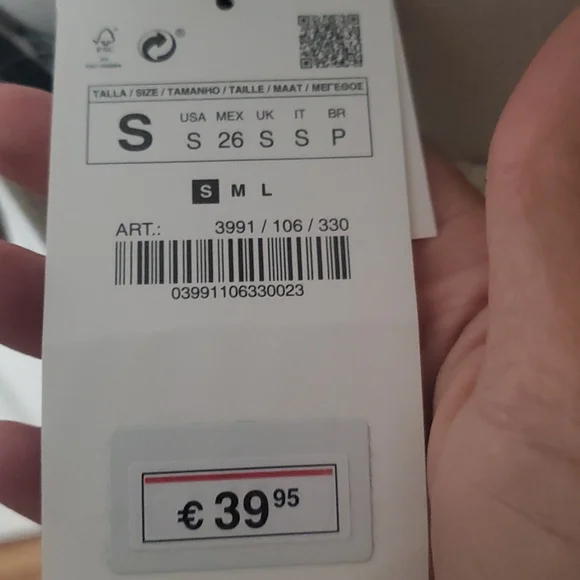 TALLA / SIZE / TAMANHO / TAILLE / MAAT / ΜΕΓΕΘΟΣ
S
USA MEX UK IT BR
S 26 S S P
S M L
ART.: 3991 / 106 / 330
03991106330023
€ 39 95